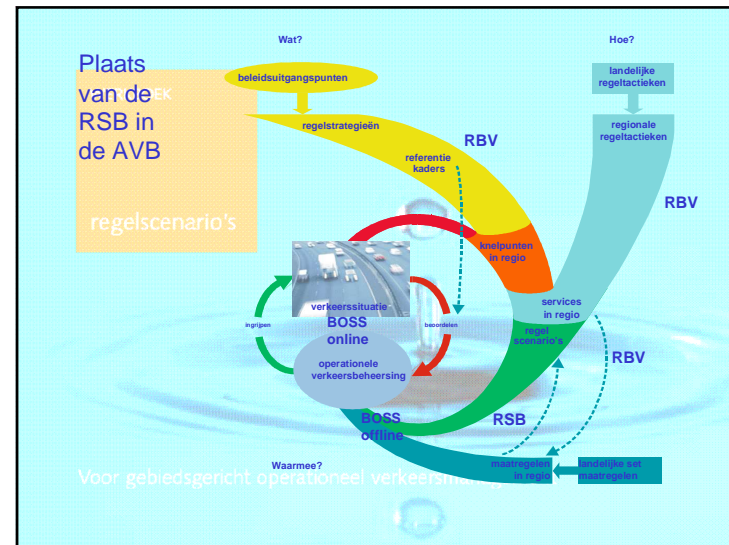 Wat?
Hoe?
Plaats
van de
RSB in
de AVB
regelscenario's
beleidsuitgangspunten
regelstrategieën
RBV
referentie
kaders
landelijke
regeltactieken
regionale
regeltactieken
RBV
knelpunten
in regio
services
in regio
regel
scenario's
verkeerssituatie
BOSS
online
ingrijpen
beoordelen
operationele
verkeersbeheersing
RBV
RSB
BOSS
offline
Waarmee?
maatregelen
in regio
landelijke set
maatregelen
Voor gebiedsgericht operationeel